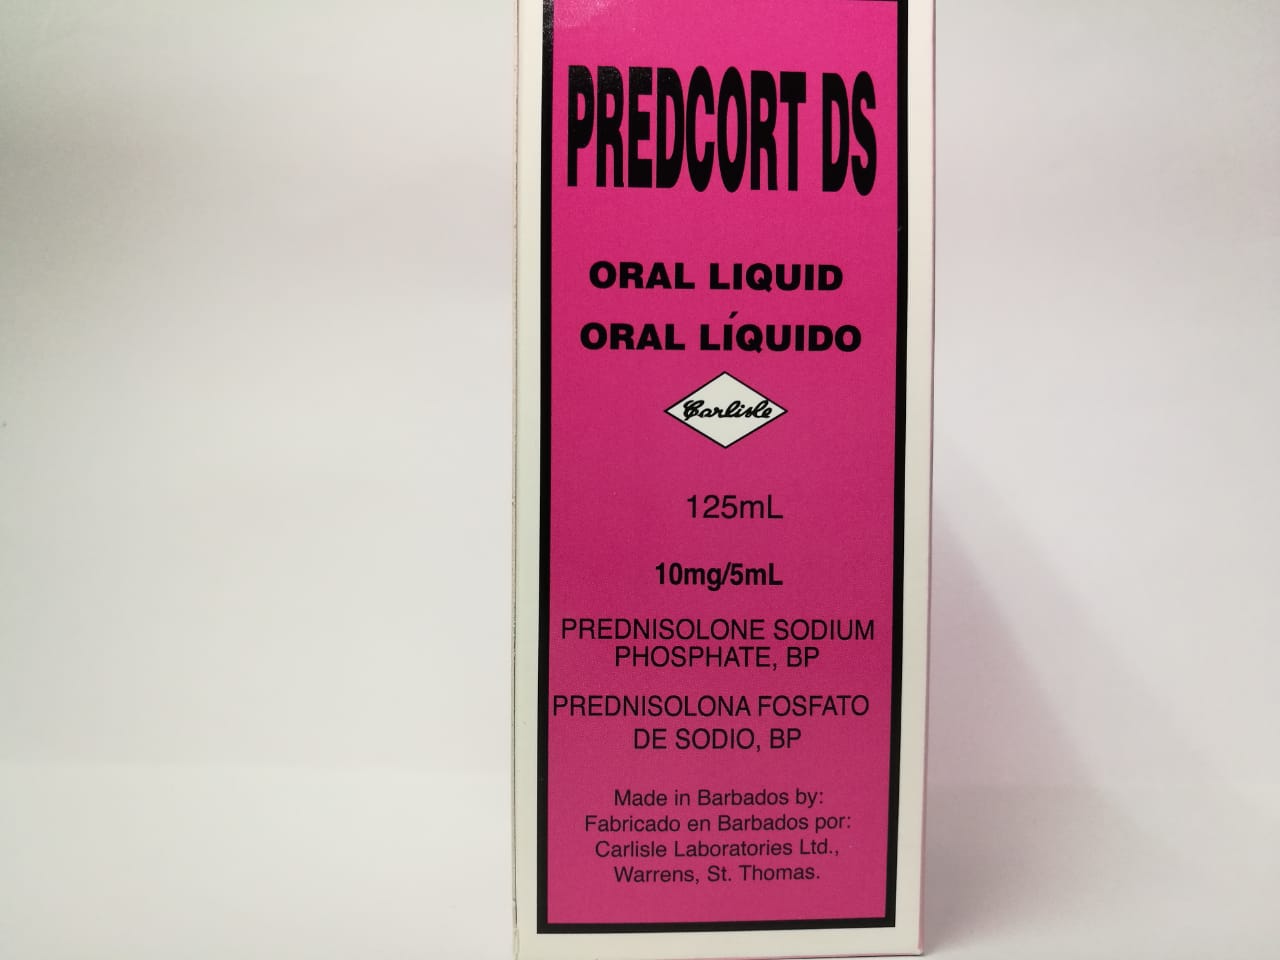 PREDCORT DS
ORAL LIQUID
ORAL LÍQUIDO
Carlisle
125mL
10mg/5mL
PREDNISOLONE SODIUM
PHOSPHATE, BP
PREDNISOLONA FOSFATO
DE SODIO, BP
Made in Barbados by:
Fabricado en Barbados por:
Carlisle Laboratories Ltd.,
Warrens, St. Thomas.